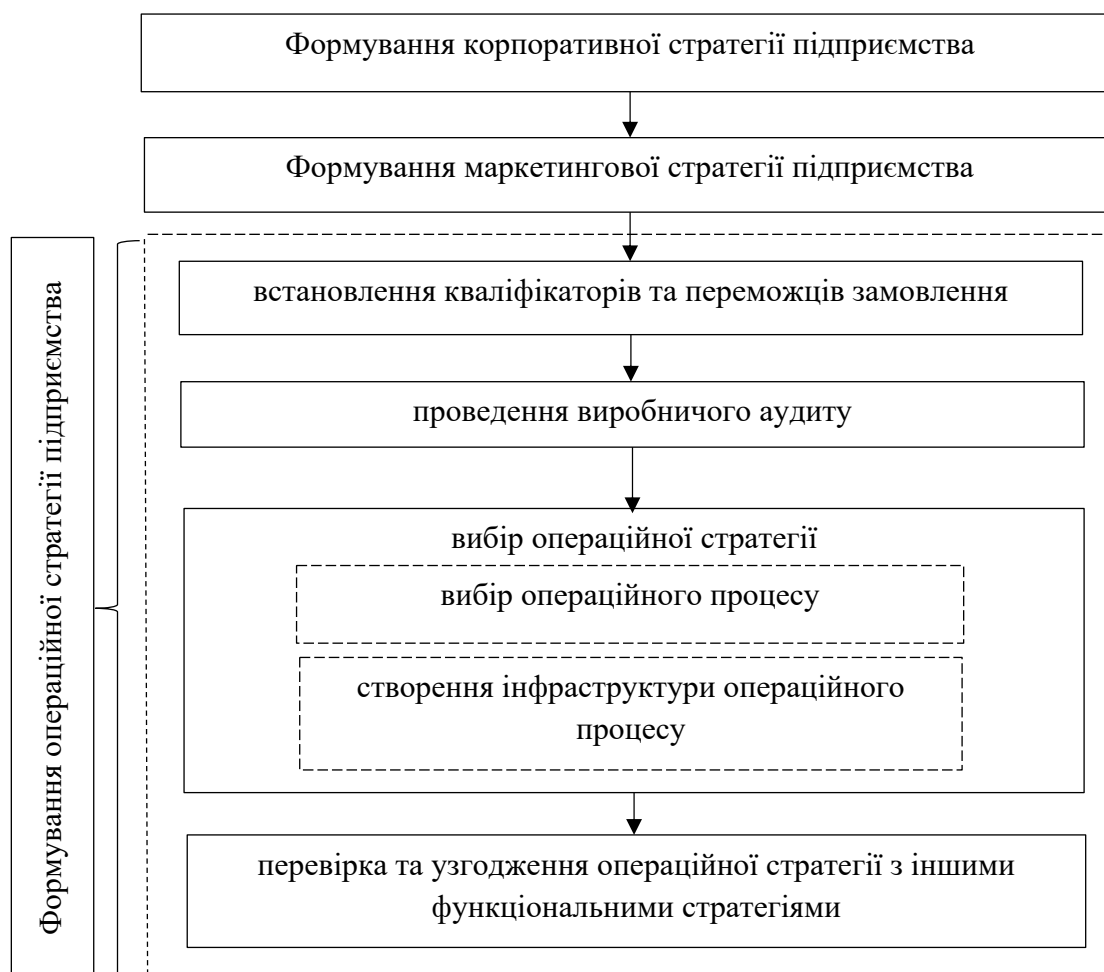 Формування корпоративної стратегії підприємства
Формування маркетингової стратегії підприємства
Формування операційної стратегії підприємства
встановлення кваліфікаторів та переможців замовлення
проведення виробничого аудиту
вибір операційної стратегії
вибір операційного процесу
створення інфраструктури операційного
процесу
перевірка та узгодження операційної стратегії з іншими
функціональними стратегіями